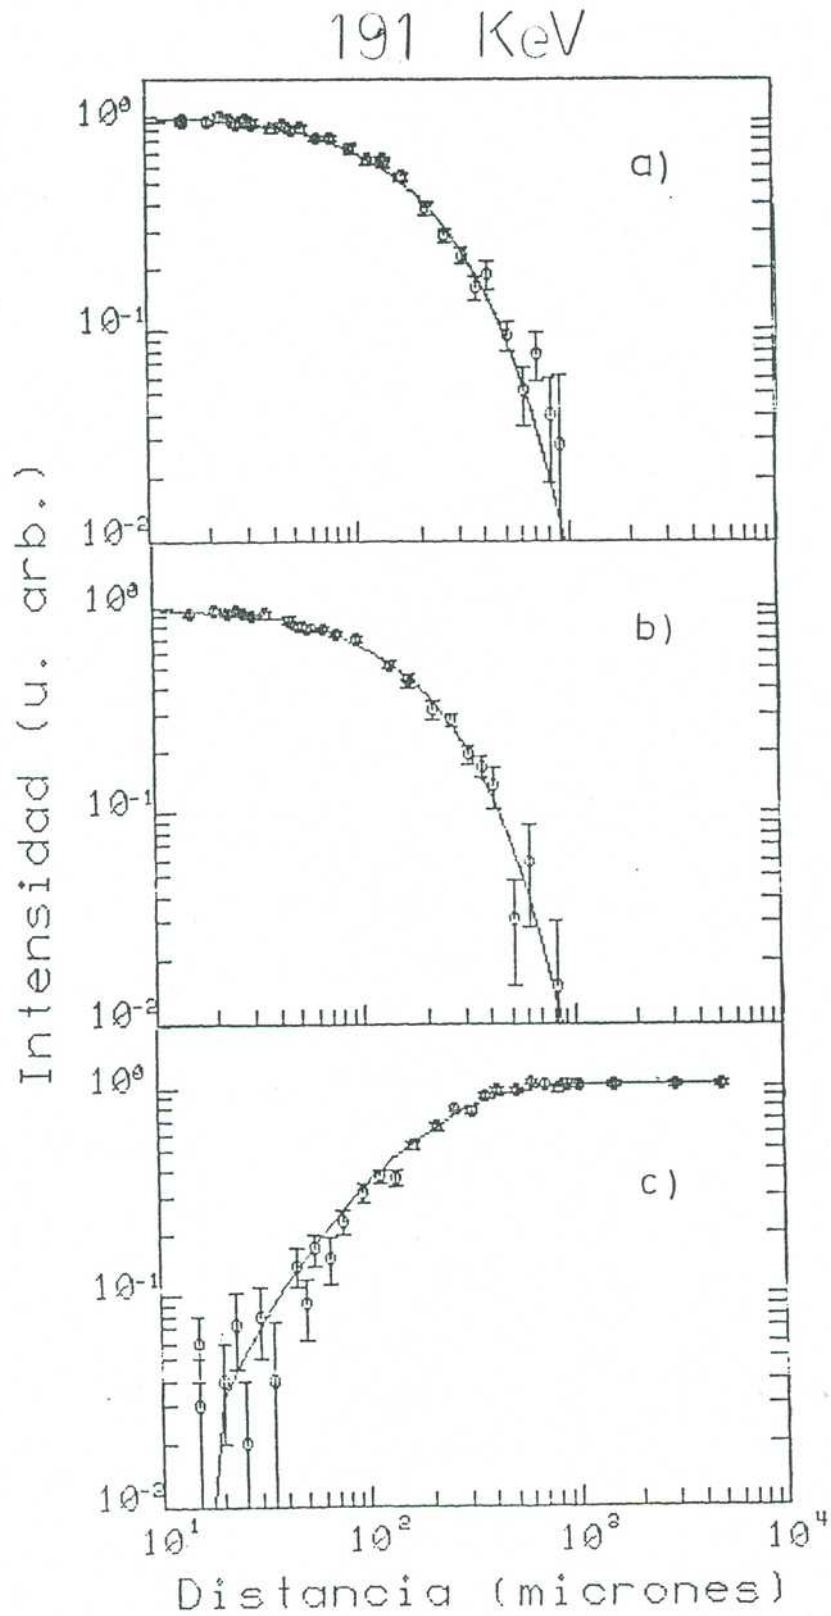 191 KeV
10⁰
a)
10⁻¹
10⁻²
10⁰
b)
10⁻¹
10⁻²
10⁰
c)
10⁻¹
10⁻²
10¹ 10² 10³ 10⁴
Distancia (micrones)
Intensidad (u. arb.)